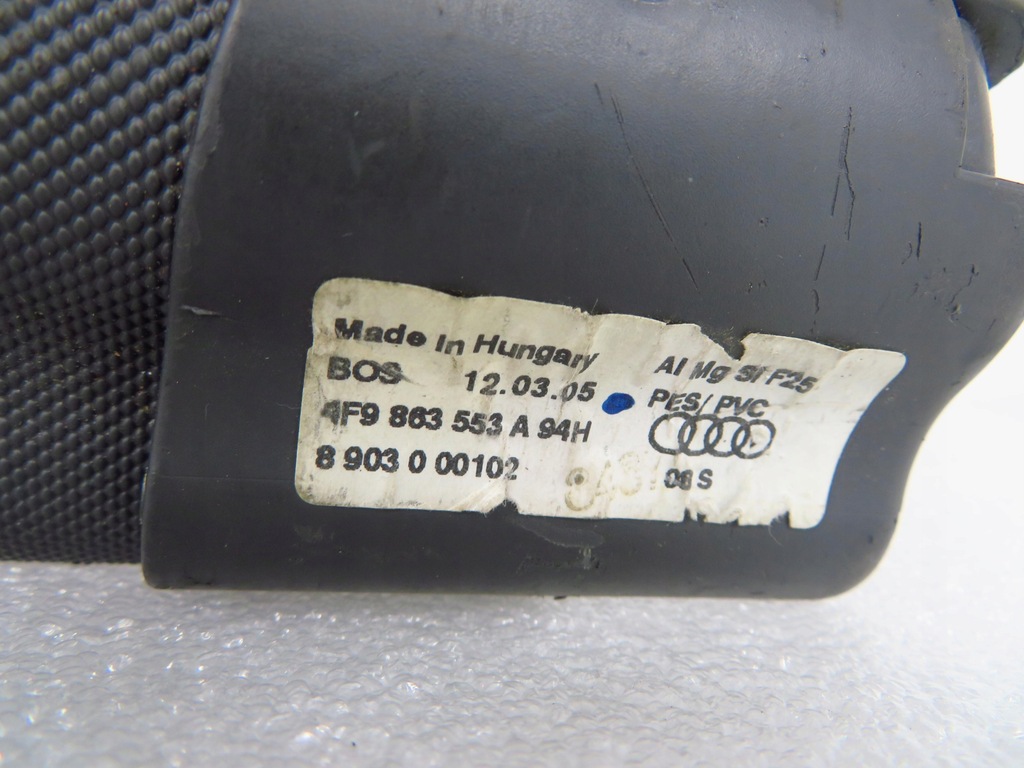 Made in Hungary
BOS 12.03.05
4F9 863 553 A 94H
8 903 0 00102
Al Mg Si F25
PES/ PVC
06 S